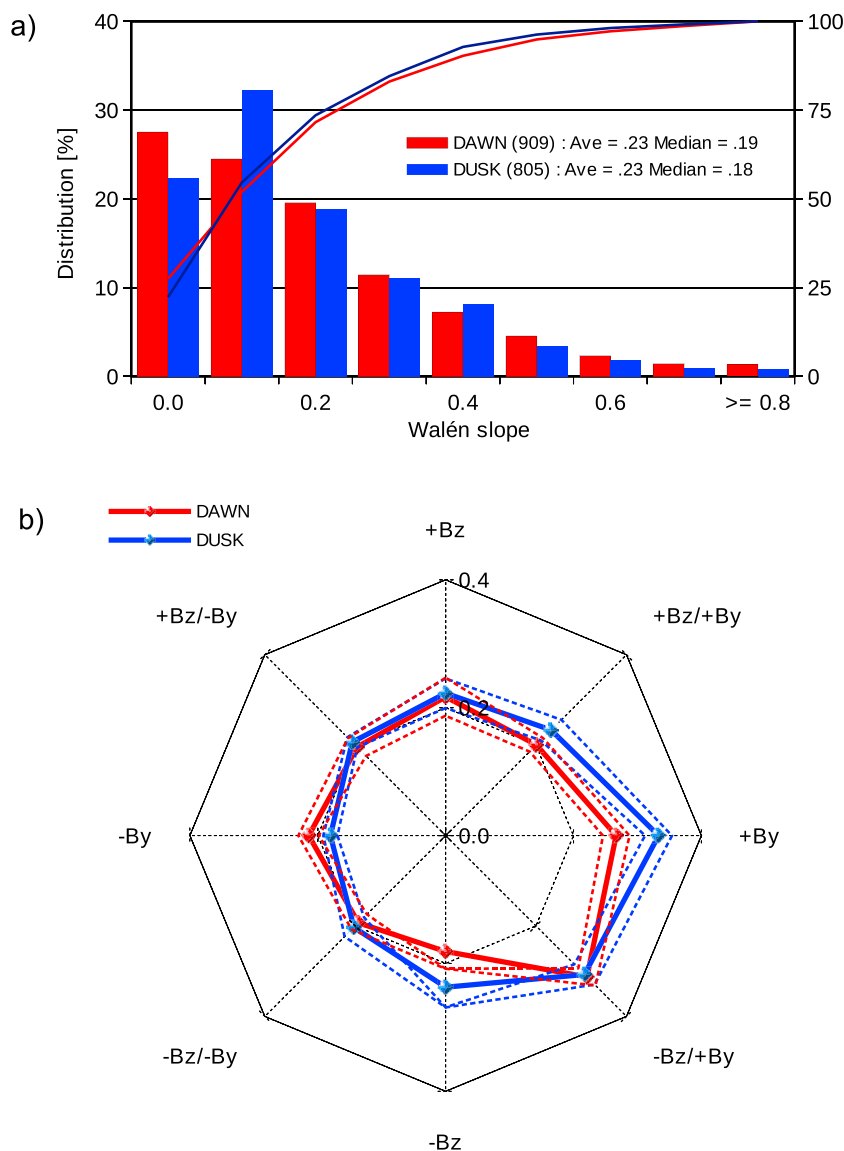 a)
40 100
30 75
20 50
10 25
0 0
Distribution [%]
DAWN (909) : Ave = .23 Median = .19
DUSK (805) : Ave = .23 Median = .18
0.0 0.2 0.4 0.6 >= 0.8
Walén slope
b)
DAWN
DUSK
+Bz
0.4
+Bz/-By +Bz/+By
0.2
-By 0.0 +By
-Bz/-By -Bz/+By
-Bz